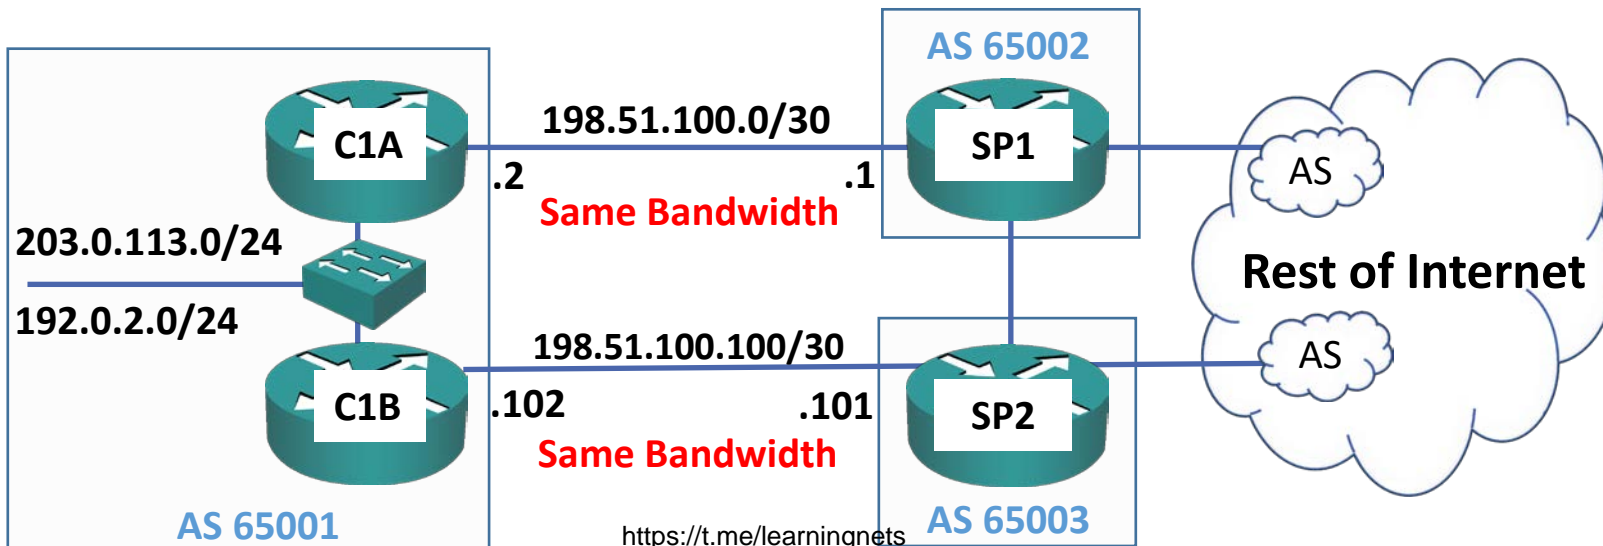 AS 65002
198.51.100.0/30
C1A
SP1
AS
.2
.1
Same Bandwidth
203.0.113.0/24
Rest of Internet
192.0.2.0/24
198.51.100.100/30
AS
C1B
.102
.101
SP2
Same Bandwidth
AS 65001
AS 65003
https://t.me/learningnets